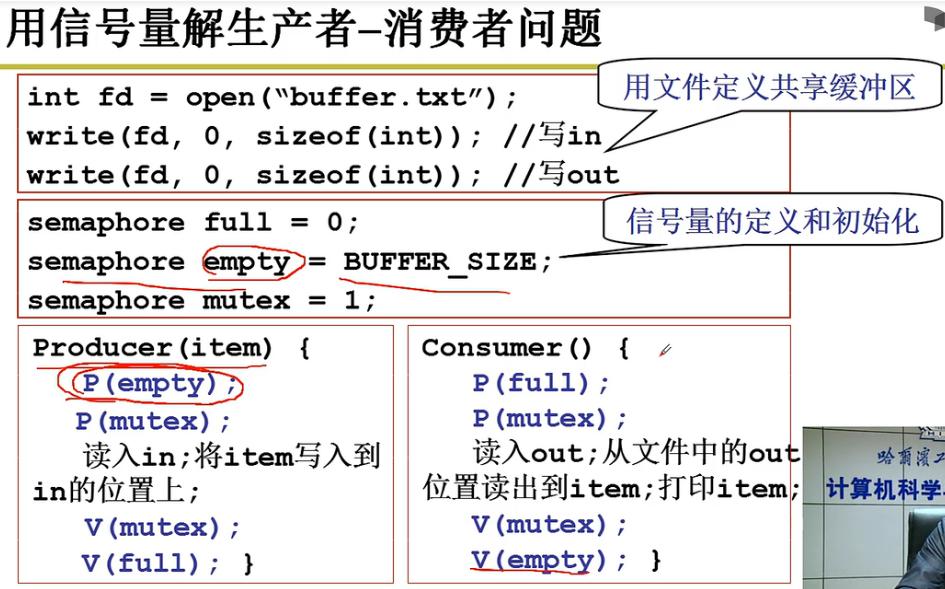 用信号量解生产者-消费者问题
int fd = open(“buffer.txt”);
用文件定义共享缓冲区
write(fd, 0, sizeof(int)); //写in
write(fd, 0, sizeof(int)); //写out
semaphore full = 0;
信号量的定义和初始化
semaphore empty = BUFFER_SIZE;
semaphore mutex = 1;
Producer(item) {
P(empty);
P(mutex);
读入in;将item写入到
in的位置上;
V(mutex);
V(full); }
Consumer() {
P(full);
P(mutex);
读入out;从文件中的out
位置读出到item;打印item;
V(mutex);
V(empty); }
哈爾濱工
计算机科学